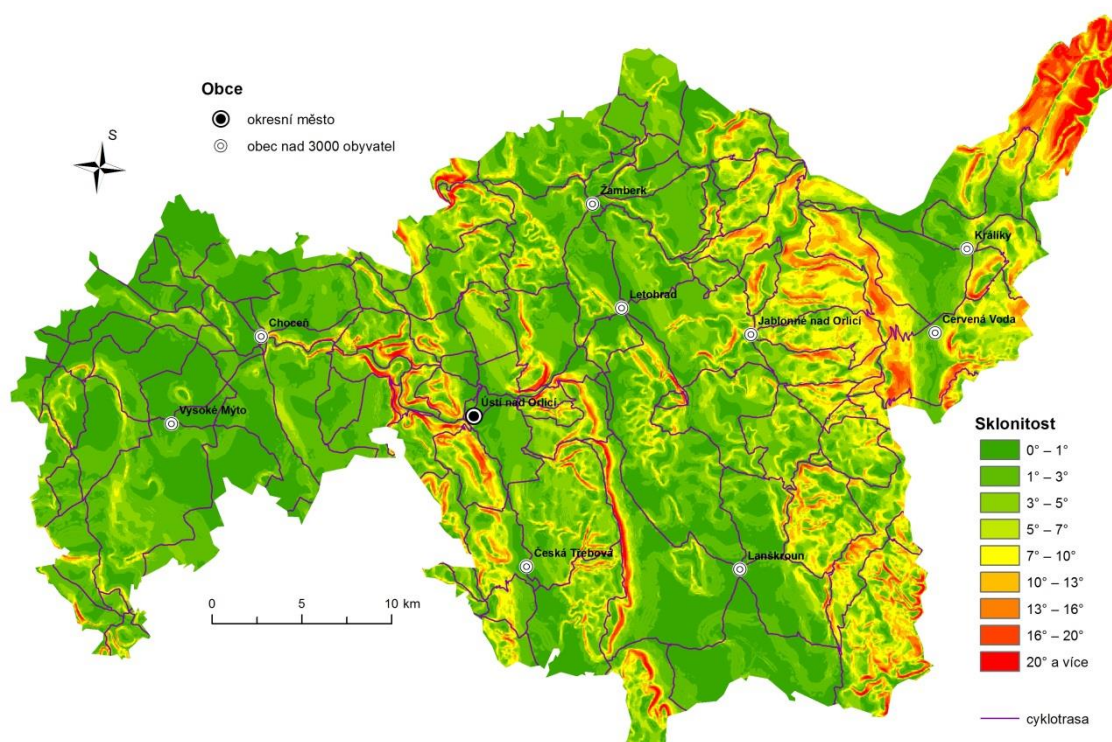 Obce
okresní město
obec nad 3000 obyvatel
S
Žamberk
Králíky
Letohrad
Jablonné nad Orlicí
Červená Voda
Choceň
Vysoké Mýto
Ústí nad Orlicí
Česká Třebová
Lanškroun
0 5 10 km
Sklonitost
0° – 1°
1° – 3°
3° – 5°
5° – 7°
7° – 10°
10° – 13°
13° – 16°
16° – 20°
20° a více
cyklotrasa